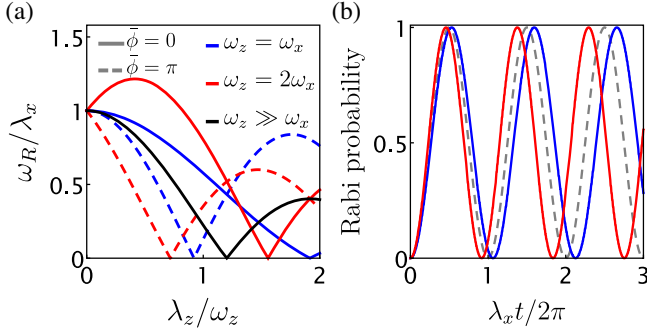 (a)
1.5
1
0.5
0
0
1
2
ω_R/λ_x
λ_z/ω_z
ϕ̄ = 0
ϕ̄ = π
ω_z = ω_x
ω_z = 2ω_x
ω_z ≫ ω_x
(b)
1
0.5
0
0
1
2
3
Rabi probability
λ_x t/2π